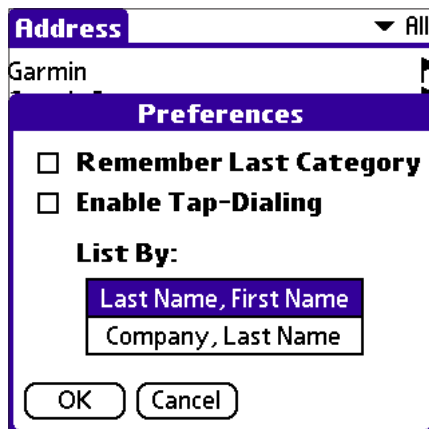 Address All
Garmin
Preferences
Remember Last Category
Enable Tap-Dialing
List By:
Last Name, First Name
Company, Last Name
OK Cancel